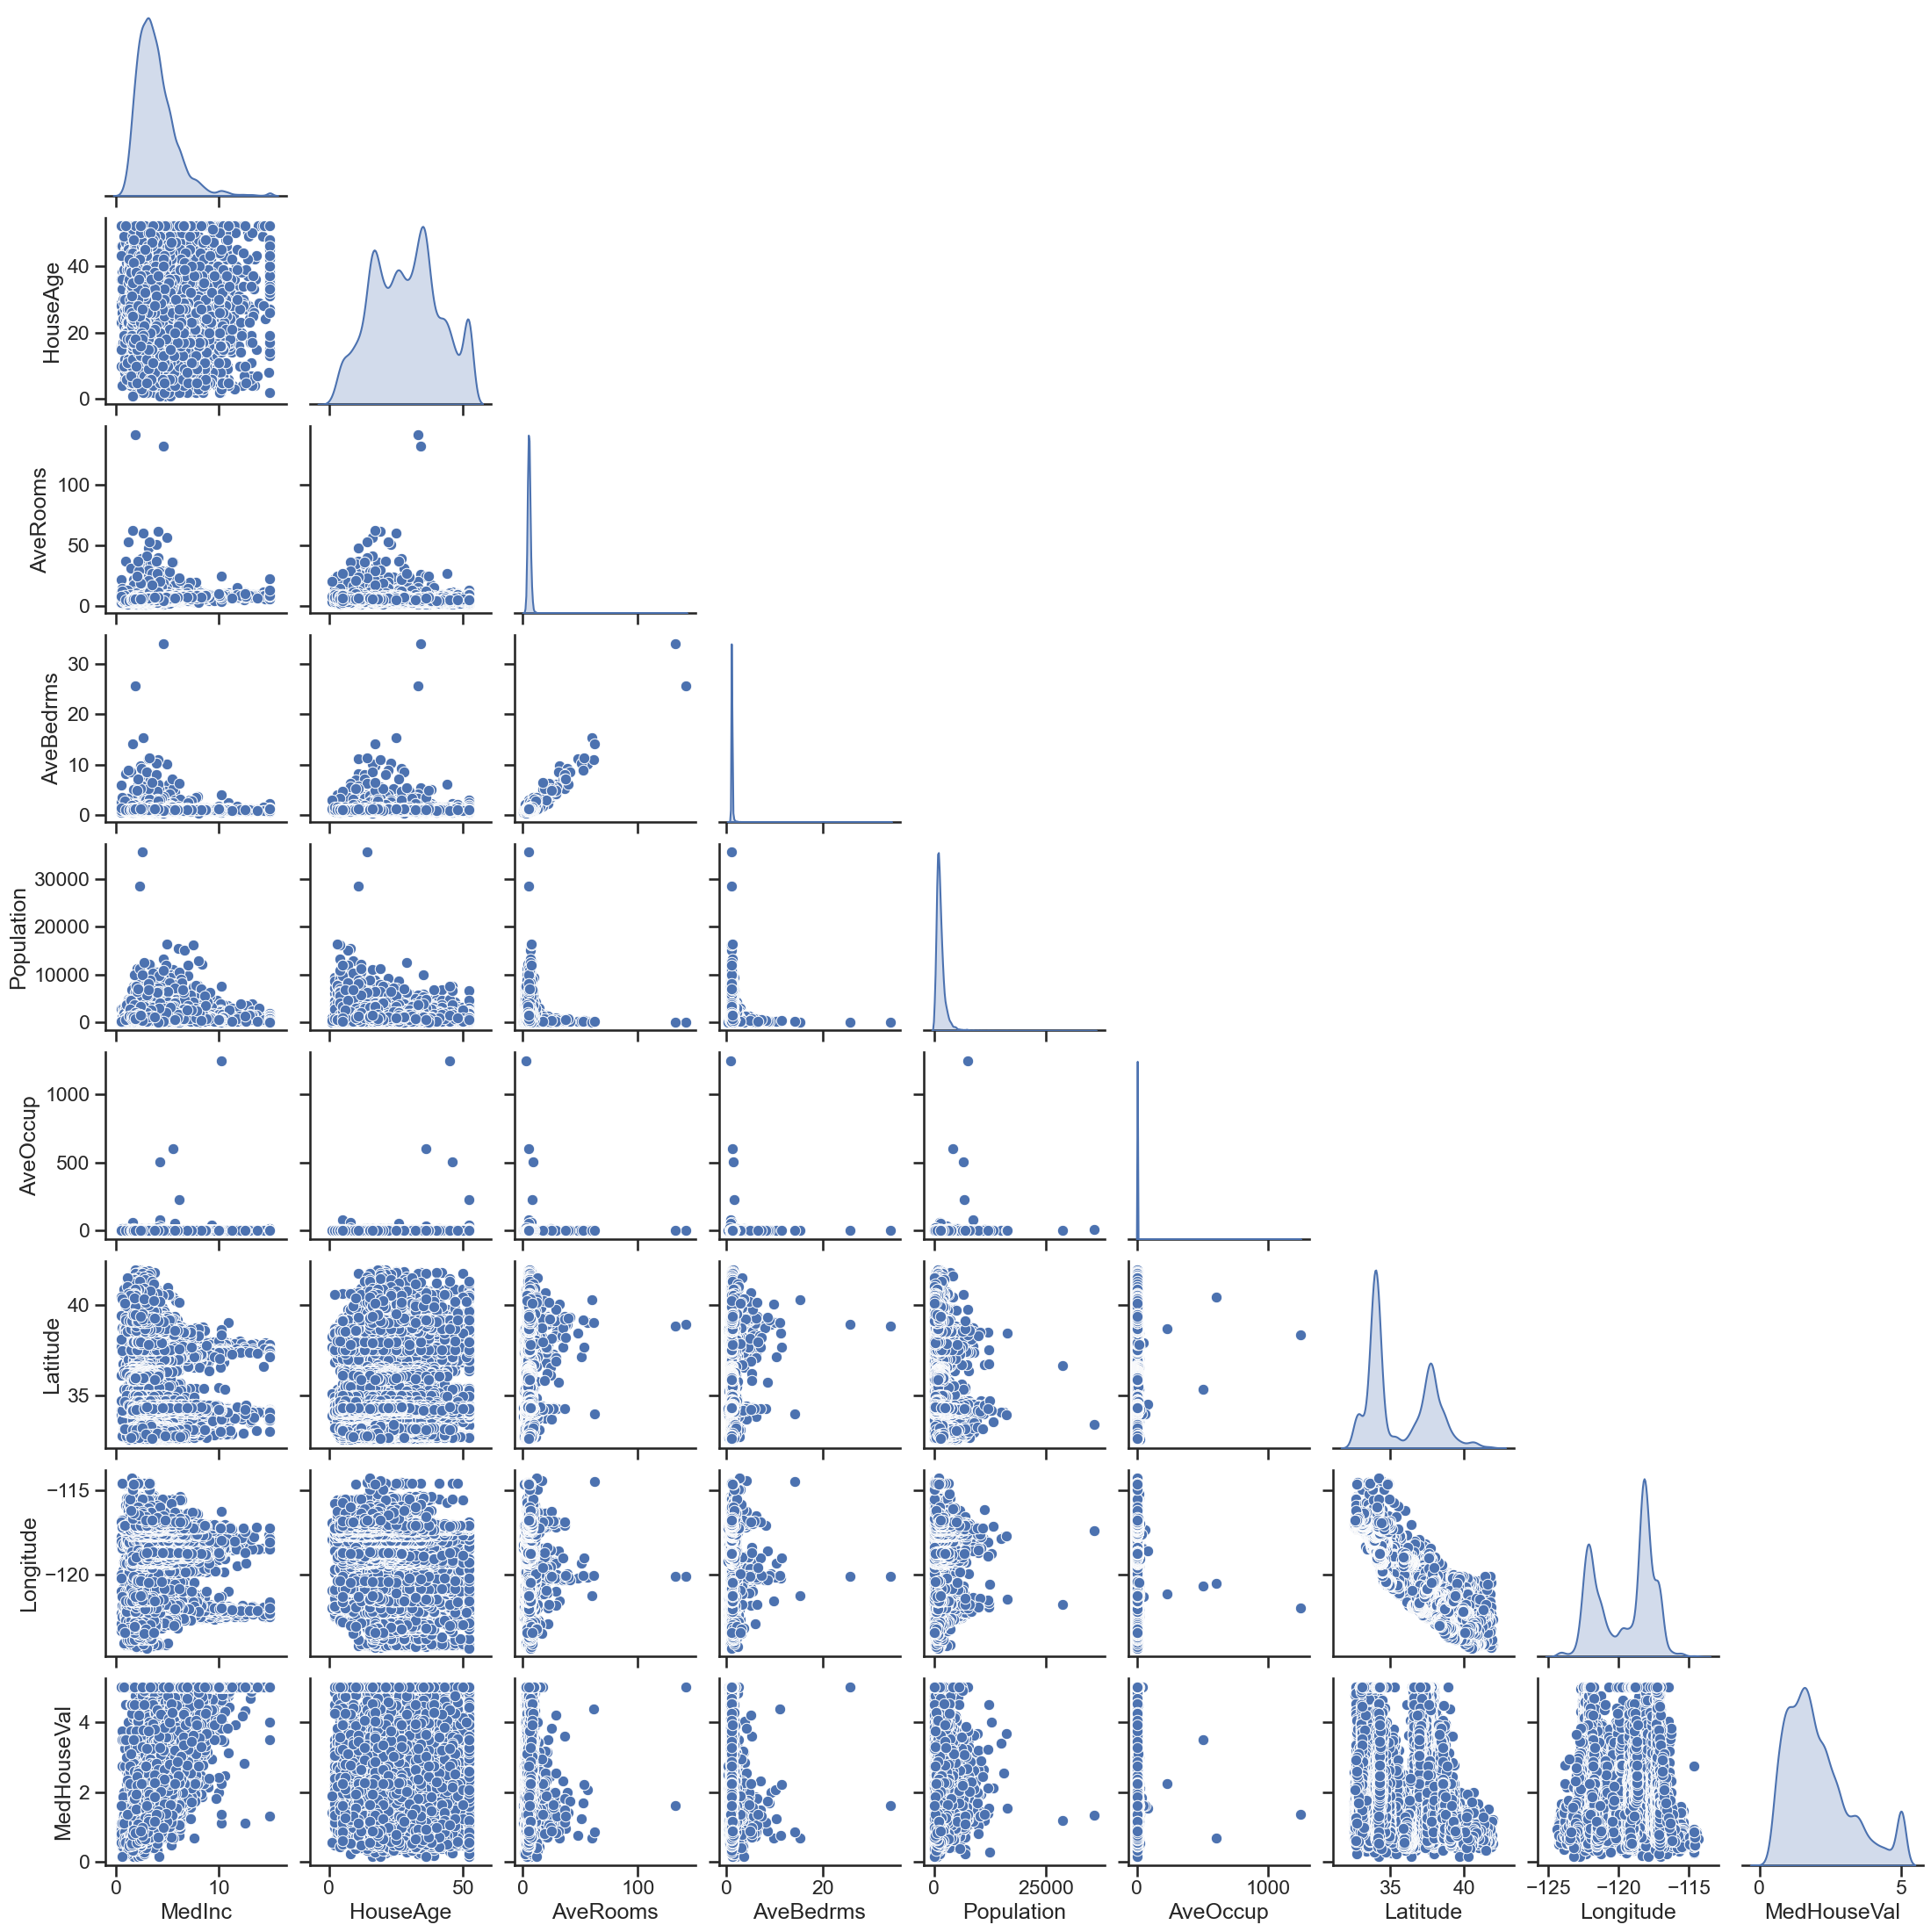 HouseAge
40
20
0
AveRooms
100
50
0
AveBedrms
30
20
10
0
Population
30000
20000
10000
0
AveOccup
1000
500
0
Latitude
40
35
Longitude
−115
−120
MedHouseVal
4
2
0
0 10 0 50 0 100 0 20 0 25000 0 1000 35 40 −125 −120 −115 0 5
MedInc HouseAge AveRooms AveBedrms Population AveOccup Latitude Longitude MedHouseVal